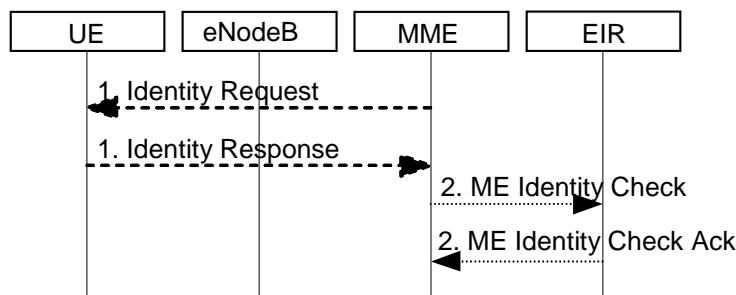 UE eNodeB MME EIR
1. Identity Request
1. Identity Response
2. ME Identity Check
2. ME Identity Check Ack